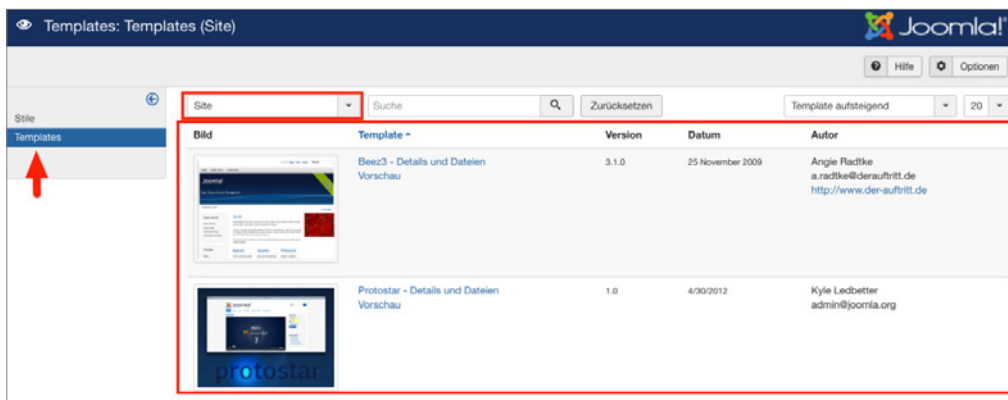 Templates: Templates (Site)
Joomla!
Hilfe
Optionen
Stile
Templates
Site
Suche
Zurücksetzen
Template aufsteigend
20
Bild Template Version Datum Autor
Beez3 - Details und Dateien 3.1.0 25 November 2009 Angie Radtke
Vorschau a.radtke@derauftritt.de
http://www.der-auftritt.de
Protostar - Details und Dateien 1.0 4/30/2012 Kyle Ledbetter
Vorschau admin@joomla.org
protostar